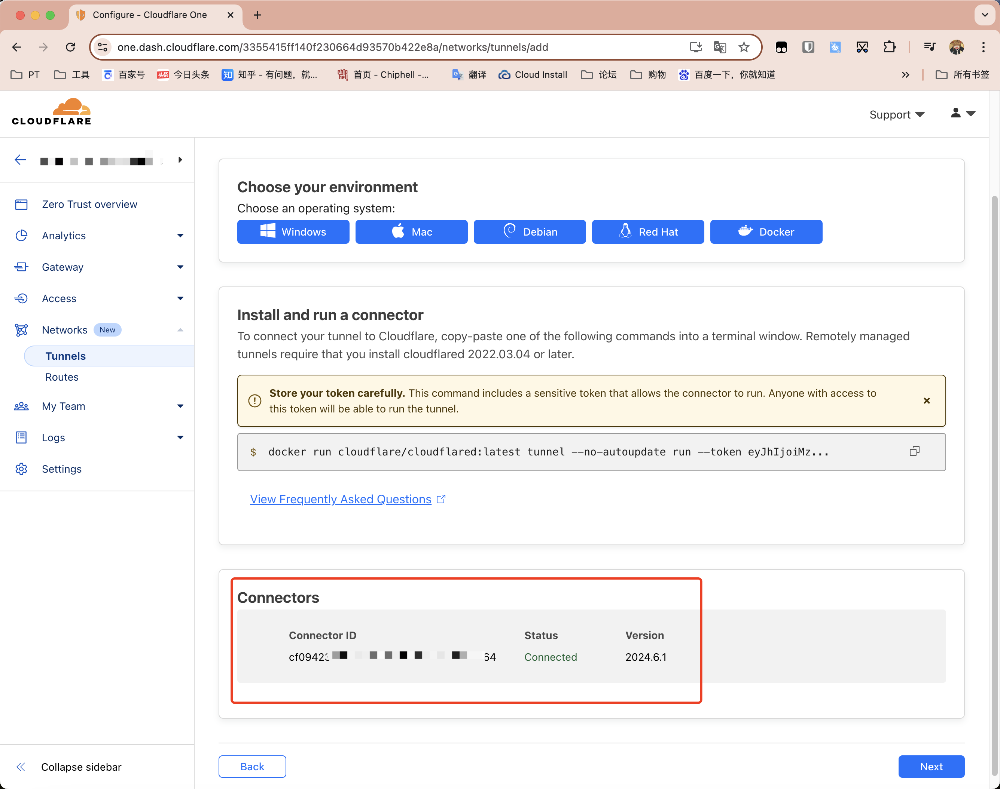 Configure - Cloudflare One
one.dash.cloudflare.com/3355415ff140f230664d93570b422e8a/networks/tunnels/add
PT
工具
百家号
头条 今日头条
知 知乎 - 有问题，就...
首页 - Chiphell -...
翻译
Cloud Install
论坛
购物
百度一下，你就知道
所有书签
CLOUDFLARE
Support
Zero Trust overview
Analytics
Gateway
Access
Networks New
Tunnels
Routes
My Team
Logs
Settings
Collapse sidebar
Choose your environment
Choose an operating system:
Windows
Mac
Debian
Red Hat
Docker
Install and run a connector
To connect your tunnel to Cloudflare, copy-paste one of the following commands into a terminal window. Remotely managed
tunnels require that you install cloudflared 2022.03.04 or later.
Store your token carefully. This command includes a sensitive token that allows the connector to run. Anyone with access to
this token will be able to run the tunnel.
$ docker run cloudflare/cloudflared:latest tunnel --no-autoupdate run --token eyJhIjoiMz...
View Frequently Asked Questions
Connectors
Connector ID Status Version
Connected 2024.6.1
Back
Next